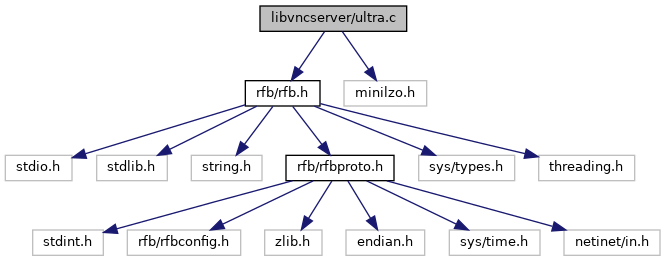 libvncserver/ultra.c
rfb/rfb.h
minilzo.h
stdio.h
stdlib.h
string.h
rfb/rfbproto.h
sys/types.h
threading.h
stdint.h
rfb/rfbconfig.h
zlib.h
endian.h
sys/time.h
netinet/in.h